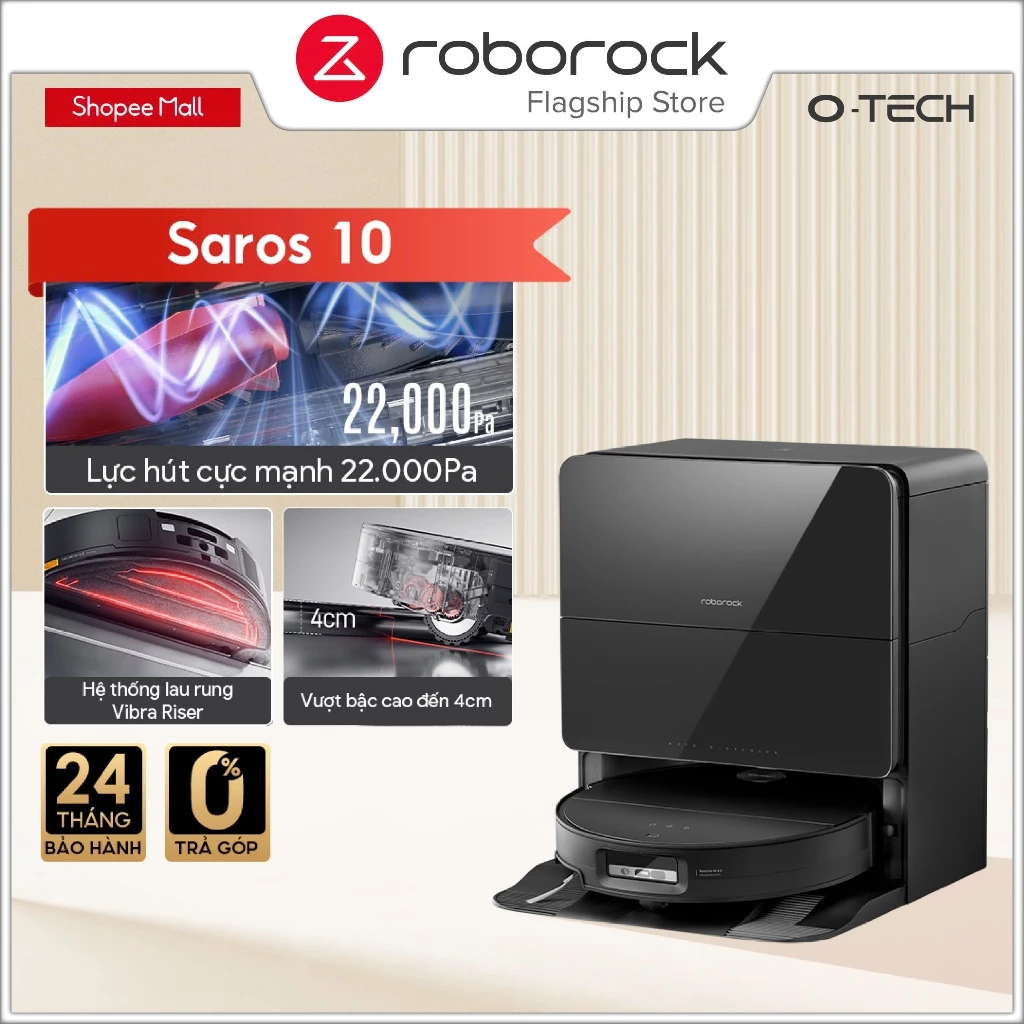 roborock
Flagship Store
Shopee Mall
O-TECH
Saros 10
22,000Pa
Lực hút cực mạnh 22.000Pa
4cm
Hệ thống lau rung
Vibra Riser
Vượt bậc cao đến 4cm
roborock
24
THÁNG
BẢO HÀNH
0%
TRẢ GÓP